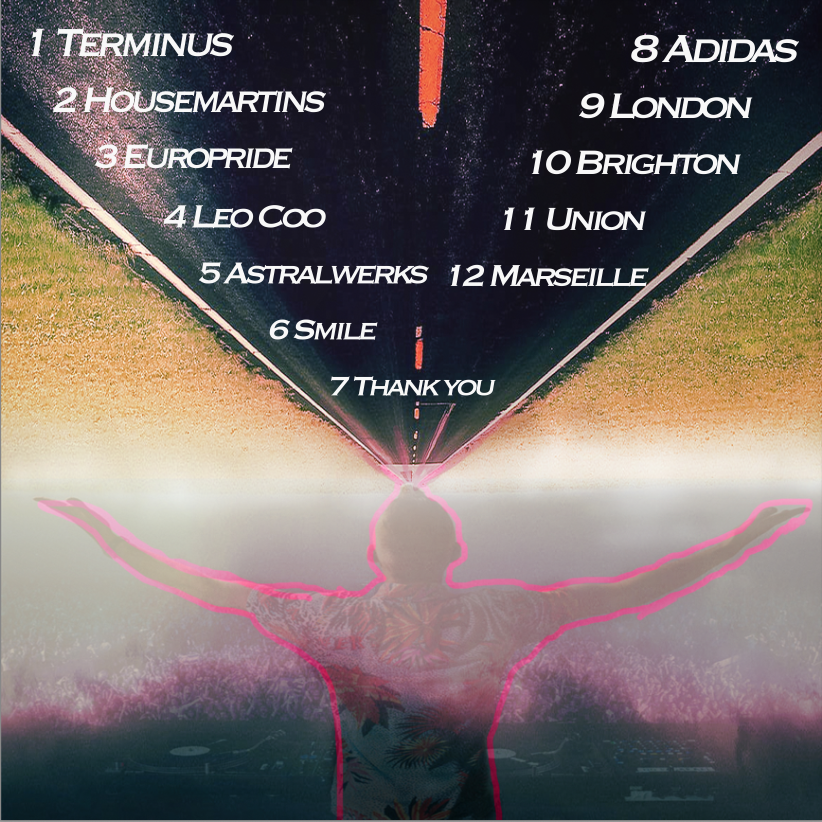 1 Terminus
2 Housemartins
3 Europride
4 Leo Coo
5 Astralwerks
6 Smile
7 Thank you
8 Adidas
9 London
10 Brighton
11 Union
12 Marseille